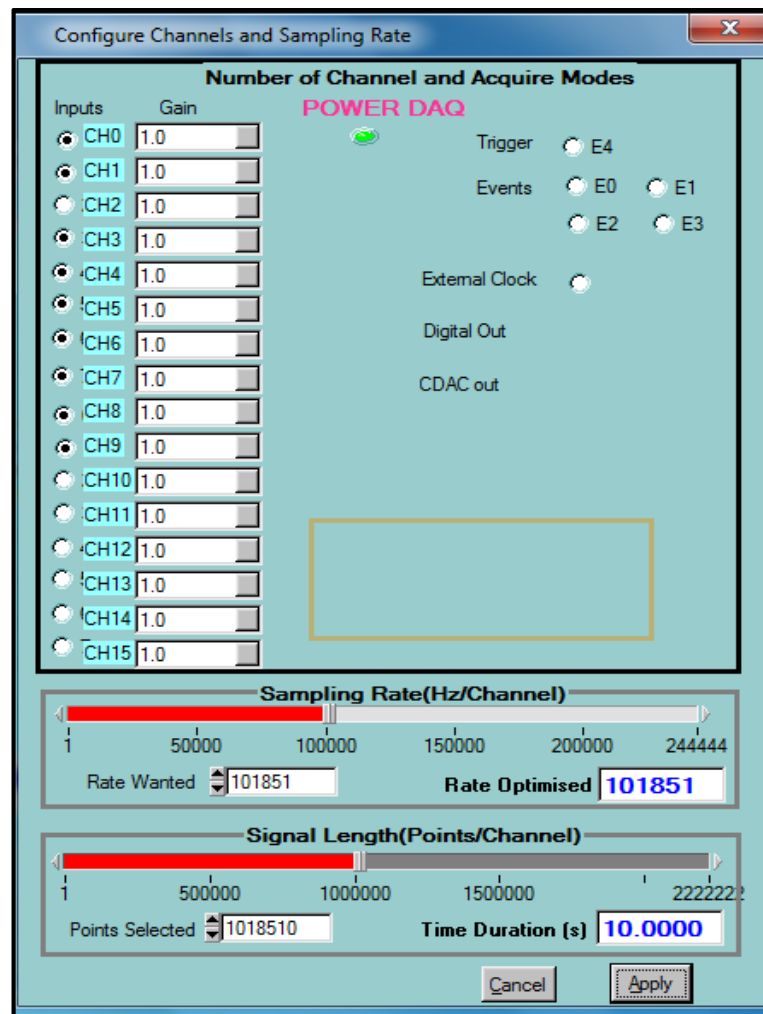 Configure Channels and Sampling Rate
X
Number of Channel and Acquire Modes
Inputs Gain POWER DAQ
CH0 1.0
Trigger E4
CH1 1.0
Events E0 E1
CH2 1.0
E2 E3
CH3 1.0
CH4 1.0
External Clock
CH5 1.0
Digital Out
CH6 1.0
CH7 1.0
CDAC out
CH8 1.0
CH9 1.0
CH10 1.0
CH11 1.0
CH12 1.0
CH13 1.0
CH14 1.0
CH15 1.0
Sampling Rate(Hz/Channel)
1 50000 100000 150000 200000 244444
Rate Wanted 101851 Rate Optimised 101851
Signal Length(Points/Channel)
1 500000 1000000 1500000 2222222
Points Selected 1018510 Time Duration (s) 10.0000
Cancel Apply